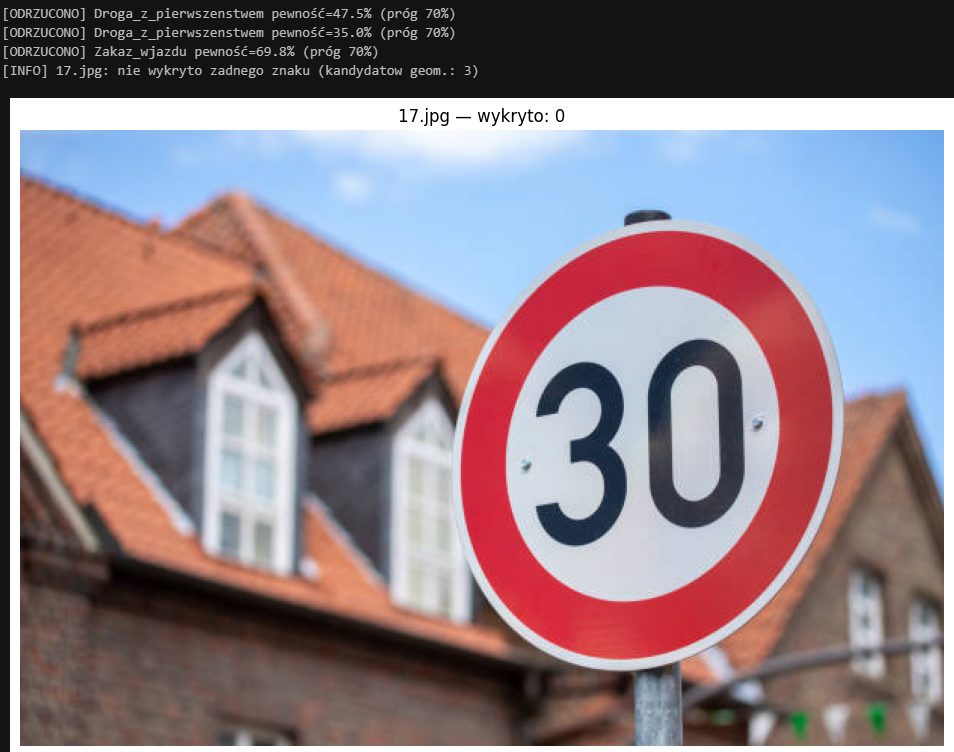 [ODRZUCONO] Droga_z_pierwszenstwem pewność=47.5% (próg 70%)
[ODRZUCONO] Droga_z_pierwszenstwem pewność=35.0% (próg 70%)
[ODRZUCONO] Zakaz_wjazdu pewność=69.8% (próg 70%)
[INFO] 17.jpg: nie wykryto zadnego znaku (kandydatow geom.: 3)
17.jpg — wykryto: 0
30